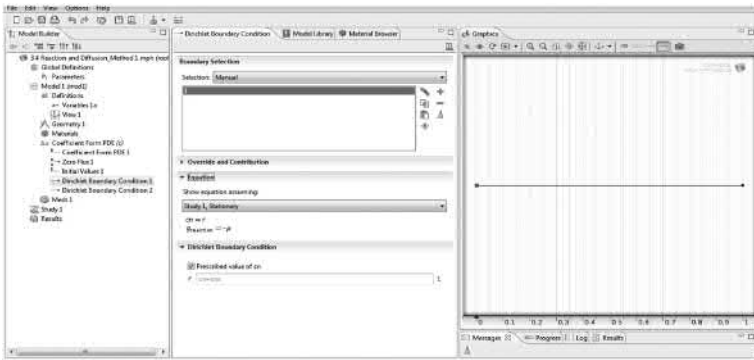 File Edit View Options Help
Model Builder
3.4 Reaction and Diffusion_Method 1.mph (root)
Global Definitions
Parameters
Model 1 (mod1)
Definitions
Variables 1a
View 1
Geometry 1
Materials
Coefficient Form PDE (c)
Coefficient Form PDE 1
Zero Flux 1
Initial Values 1
Dirichlet Boundary Condition 1
Dirichlet Boundary Condition 2
Mesh 1
Study 1
Results
Dirichlet Boundary Condition Model Library Material Browser
Boundary Selection
Selection: Manual
1
Override and Contribution
Equation
Show equation assuming:
Study 1, Stationary
Dirichlet Boundary Condition
Prescribed value of cn
r
1
Graphics
0 0.1 0.2 0.3 0.4 0.5 0.6 0.7 0.8 0.9 1
Messages Progress Log Results